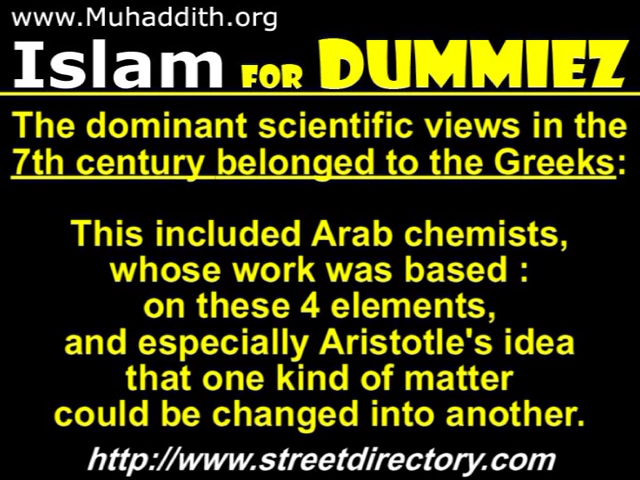 www.Muhaddith.org
Islam FOR DUMMIEZ
The dominant scientific views in the
7th century belonged to the Greeks:
This included Arab chemists,
whose work was based :
on these 4 elements,
and especially Aristotle's idea
that one kind of matter
could be changed into another.
http://www.streetdirectory.com